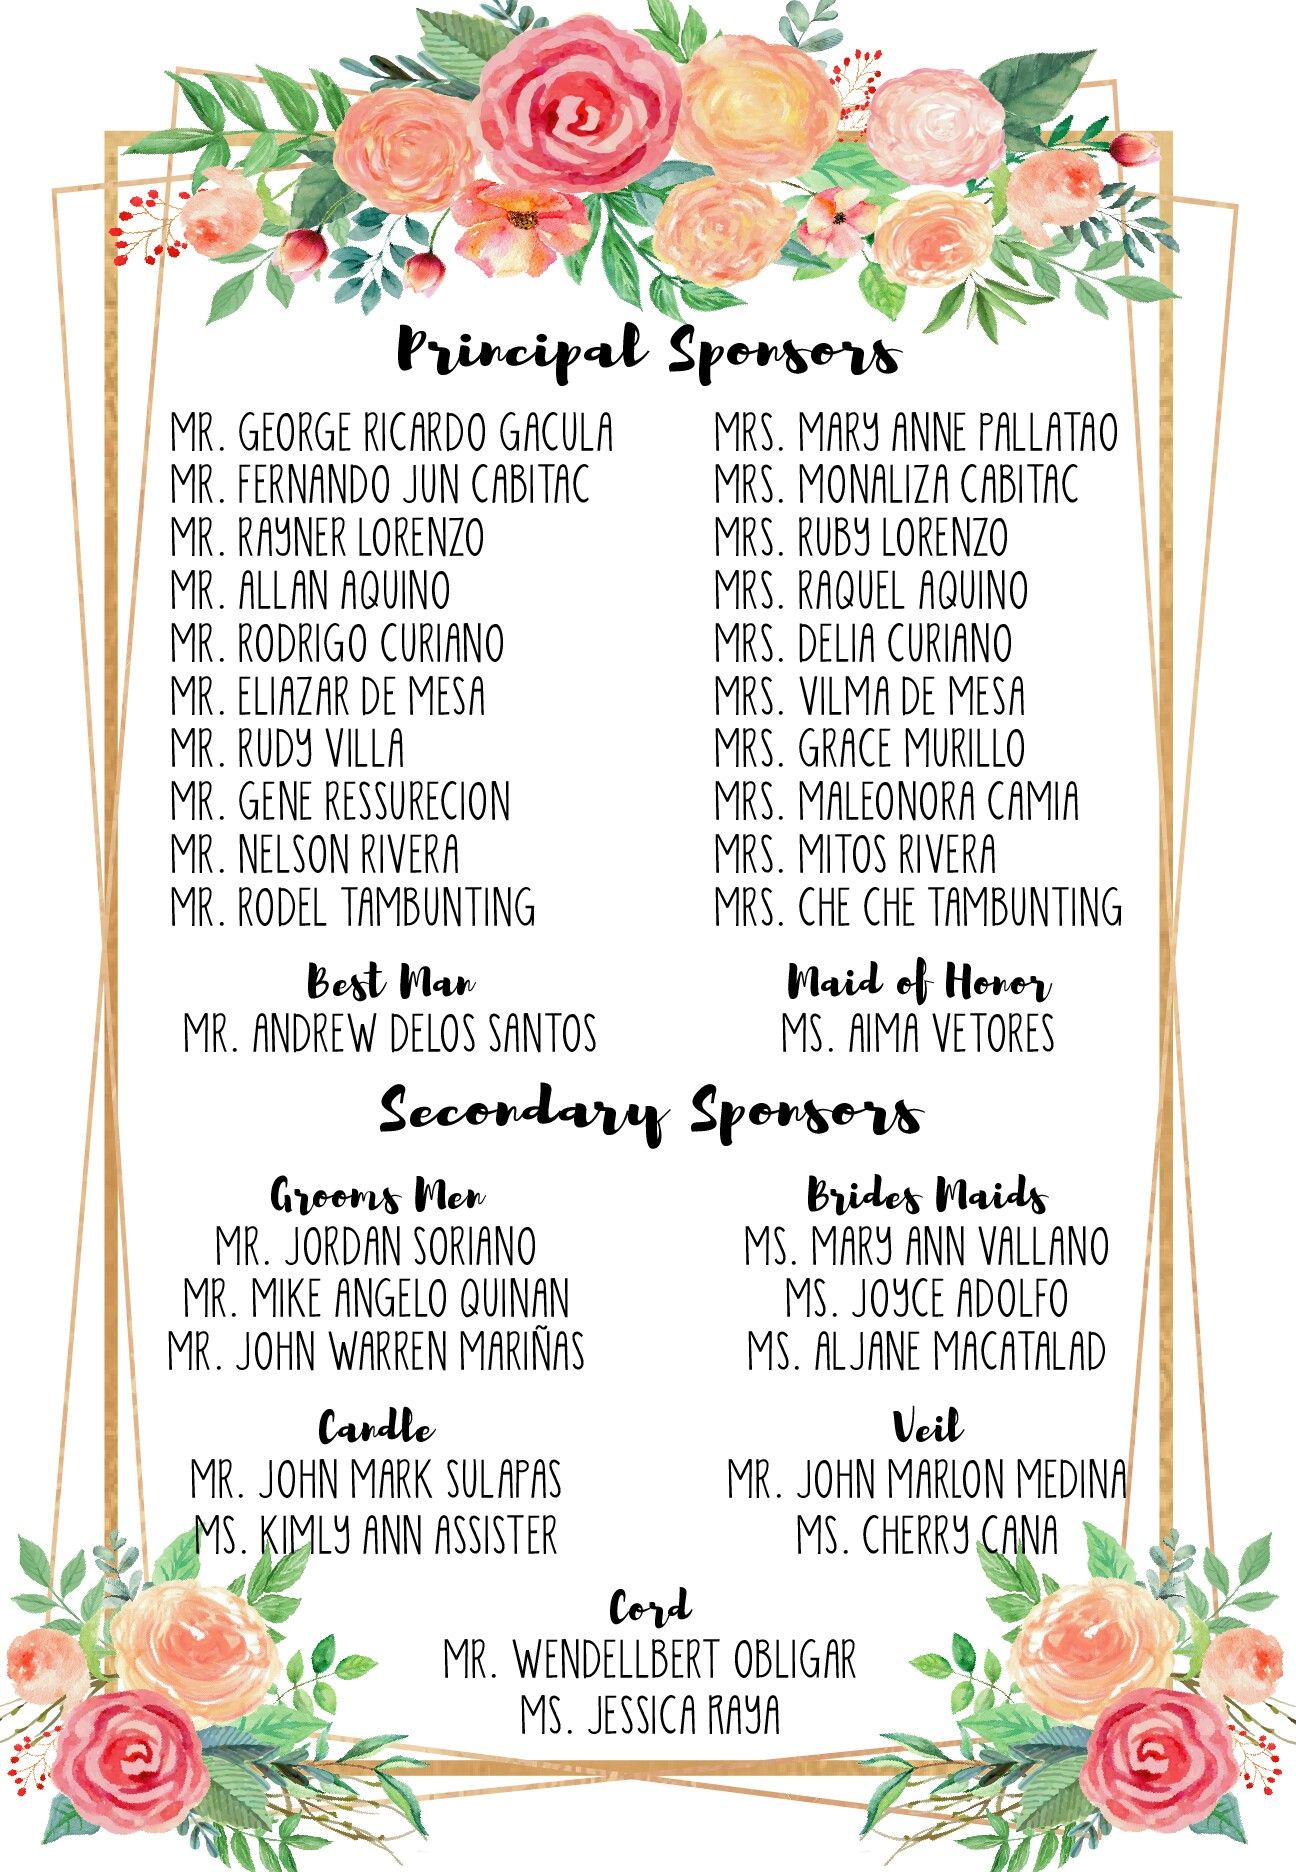 Principal Sponsors
MR. GEORGE RICARDO GACULA
MRS. MARY ANNE PALLATAO
MR. FERNANDO JUN CABITAC
MRS. MONALIZA CABITAC
MR. RAYNER LORENZO
MRS. RUBY LORENZO
MR. ALLAN AQUINO
MRS. RAQUEL AQUINO
MR. RODRIGO CURIANO
MRS. DELIA CURIANO
MR. ELIAZAR DE MESA
MRS. VILMA DE MESA
MR. RUDY VILLA
MRS. GRACE MURILLO
MR. GENE RESSURECION
MRS. MALEONORA CAMIA
MR. NELSON RIVERA
MRS. MITOS RIVERA
MR. RODEL TAMBUNTING
MRS. CHE CHE TAMBUNTING
Best Man
MR. ANDREW DELOS SANTOS
Maid of Honor
MS. AIMA VETORES
Secondary Sponsors
Grooms Men
MR. JORDAN SORIANO
MR. MIKE ANGELO QUINAN
MR. JOHN WARREN MARIÑAS
Brides Maids
MS. MARY ANN VALLANO
MS. JOYCE ADOLFO
MS. ALJANE MACATALAD
Candle
MR. JOHN MARK SULAPAS
MS. KIMLY ANN ASSISTER
Veil
MR. JOHN MARLON MEDINA
MS. CHERRY CANA
Cord
MR. WENDELLBERT OBLIGAR
MS. JESSICA RAYA